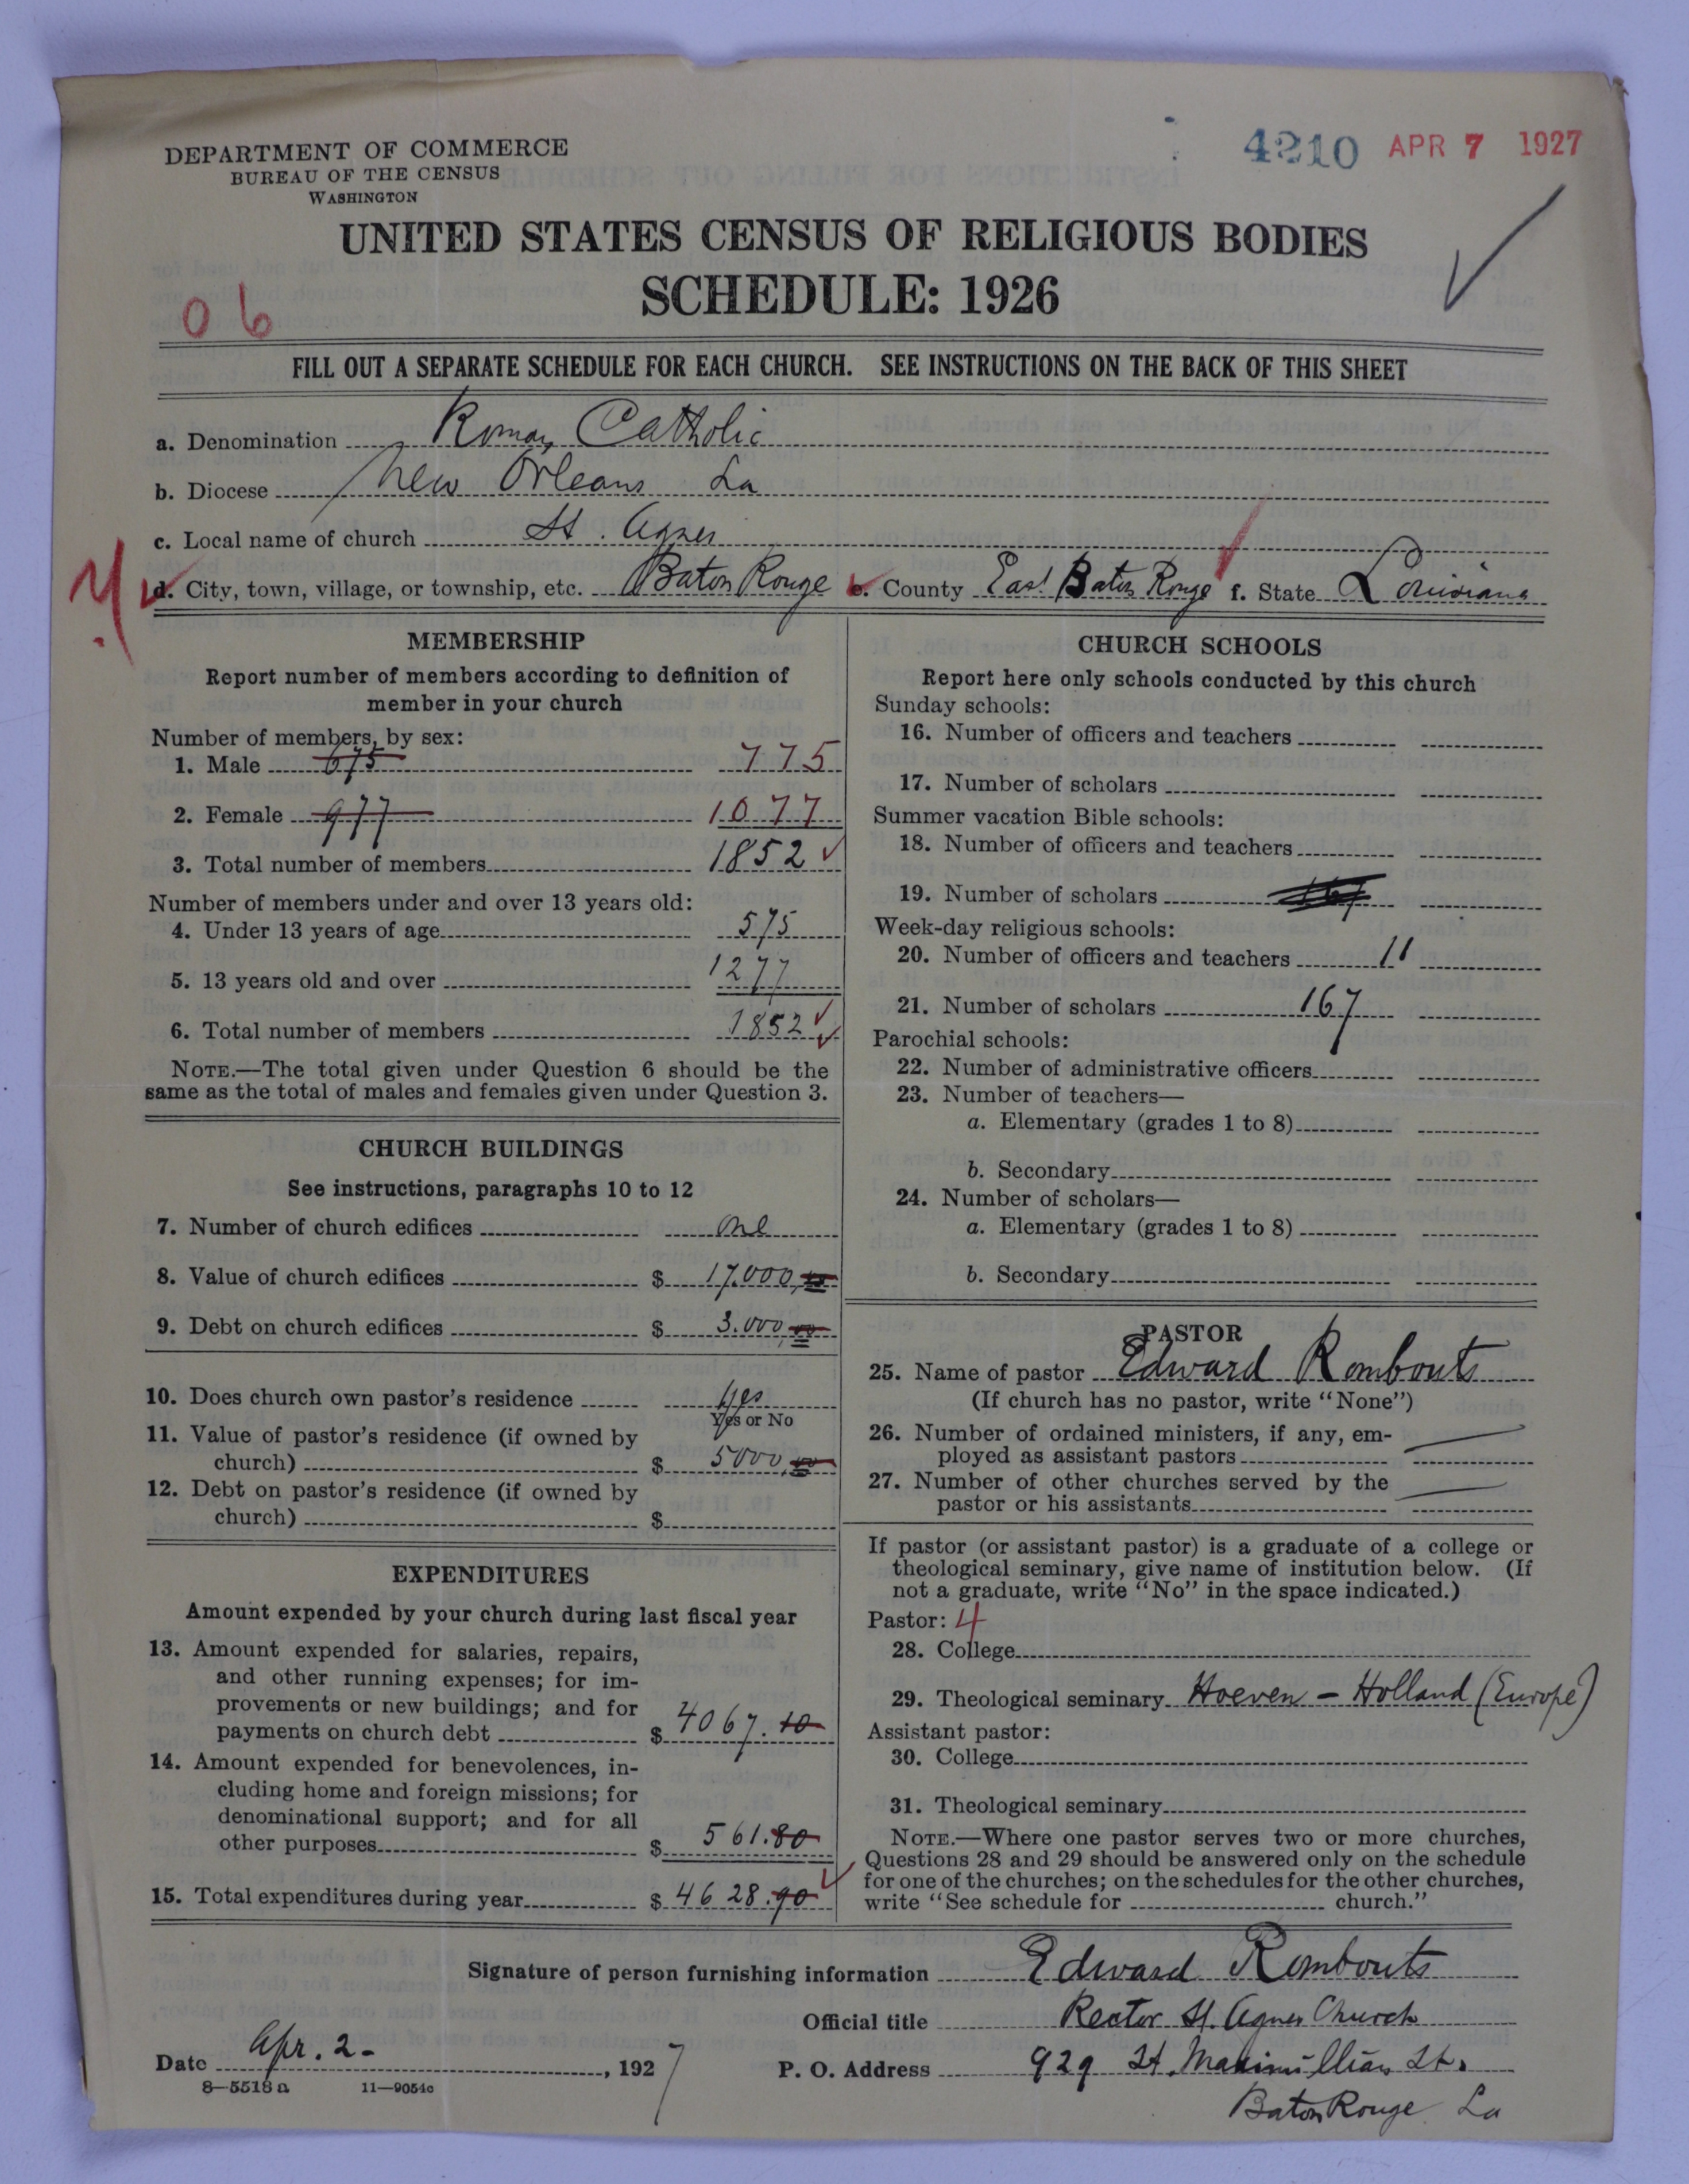 4210 APR 7 1927
DEPARTMENT OF COMMERCE
BUREAU OF THE CENSUS
WASHINGTON
UNITED STATES CENSUS OF RELIGIOUS BODIES
SCHEDULE: 1926
06
FILL OUT A SEPARATE SCHEDULE FOR EACH CHURCH. SEE INSTRUCTIONS ON THE BACK OF THIS SHEET
a. Denomination Roman Catholic
b. Diocese New Orleans La
c. Local name of church St. Agnes
d. City, town, village, or township, etc. Baton Rouge e. County East Baton Rouge f. State Louisiana
MEMBERSHIP
Report number of members according to definition of
member in your church
Number of members, by sex:
1. Male 675 775
2. Female 977 1077
3. Total number of members 1852
Number of members under and over 13 years old:
4. Under 13 years of age 575
5. 13 years old and over 1277
6. Total number of members 1852
NOTE.—The total given under Question 6 should be the
same as the total of males and females given under Question 3.
CHURCH BUILDINGS
See instructions, paragraphs 10 to 12
7. Number of church edifices One
8. Value of church edifices $ 17.000,00
9. Debt on church edifices $ 3.000,00
10. Does church own pastor's residence Yes
Yes or No
11. Value of pastor's residence (if owned by
church) $ 5000,00
12. Debt on pastor's residence (if owned by
church) $
EXPENDITURES
Amount expended by your church during last fiscal year
13. Amount expended for salaries, repairs,
and other running expenses; for im-
provements or new buildings; and for
payments on church debt $ 4067.10
14. Amount expended for benevolences, in-
cluding home and foreign missions; for
denominational support; and for all
other purposes $ 561.80
15. Total expenditures during year $ 4628.90
CHURCH SCHOOLS
Report here only schools conducted by this church
Sunday schools:
16. Number of officers and teachers
17. Number of scholars
Summer vacation Bible schools:
18. Number of officers and teachers
19. Number of scholars 167
Week-day religious schools:
20. Number of officers and teachers 11
21. Number of scholars 167
Parochial schools:
22. Number of administrative officers
23. Number of teachers—
a. Elementary (grades 1 to 8)
b. Secondary
24. Number of scholars—
a. Elementary (grades 1 to 8)
b. Secondary
PASTOR
25. Name of pastor Edward Rombouts
(If church has no pastor, write "None")
26. Number of ordained ministers, if any, em-
ployed as assistant pastors —
27. Number of other churches served by the
pastor or his assistants —
If pastor (or assistant pastor) is a graduate of a college or
theological seminary, give name of institution below. (If
not a graduate, write "No" in the space indicated.)
Pastor: 4
28. College
29. Theological seminary Hoeven – Holland (Europe)
Assistant pastor:
30. College
31. Theological seminary
NOTE.—Where one pastor serves two or more churches,
Questions 28 and 29 should be answered only on the schedule
for one of the churches; on the schedules for the other churches,
write "See schedule for church."
Signature of person furnishing information Edward Rombouts
Official title Rector St. Agnes Church
Date Apr. 2- , 1927 P. O. Address 929 St. Maximillian St.
8—5518 a 11—9054c
Baton Rouge La